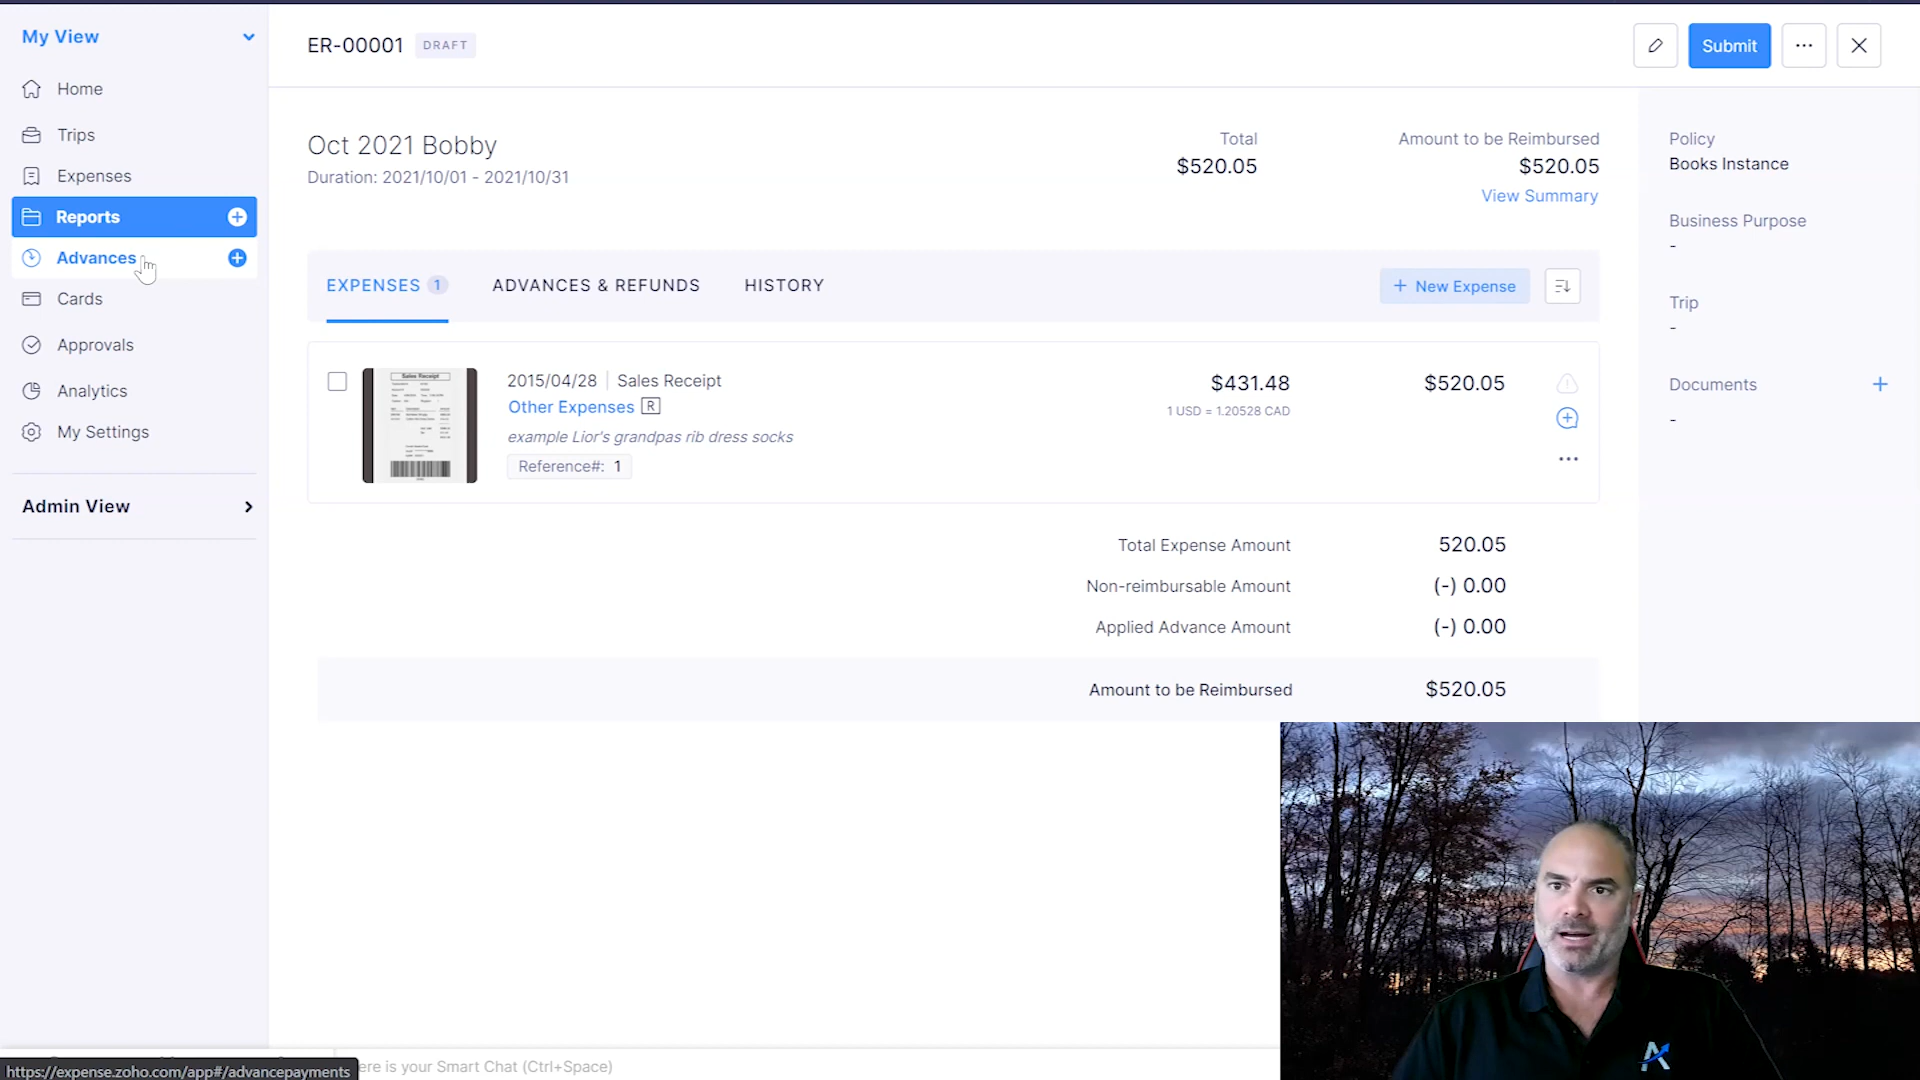 My View
Home
Trips
Expenses
Reports
Advances
Cards
Approvals
Analytics
My Settings
Admin View
ER-00001 DRAFT
Submit
Oct 2021 Bobby
Duration: 2021/10/01 - 2021/10/31
Total
$520.05
Amount to be Reimbursed
$520.05
View Summary
EXPENSES 1 ADVANCES & REFUNDS HISTORY
+ New Expense
2015/04/28 | Sales Receipt
Other Expenses R
example Lior's grandpas rib dress socks
Reference#: 1
$431.48
1 USD = 1.20528 CAD
$520.05
Total Expense Amount 520.05
Non-reimbursable Amount (-) 0.00
Applied Advance Amount (-) 0.00
Amount to be Reimbursed $520.05
Policy
Books Instance
Business Purpose
-
Trip
-
Documents +
-
Sales Receipt
ere is your Smart Chat (Ctrl+Space)
https://expense.zoho.com/app#/advancepayments